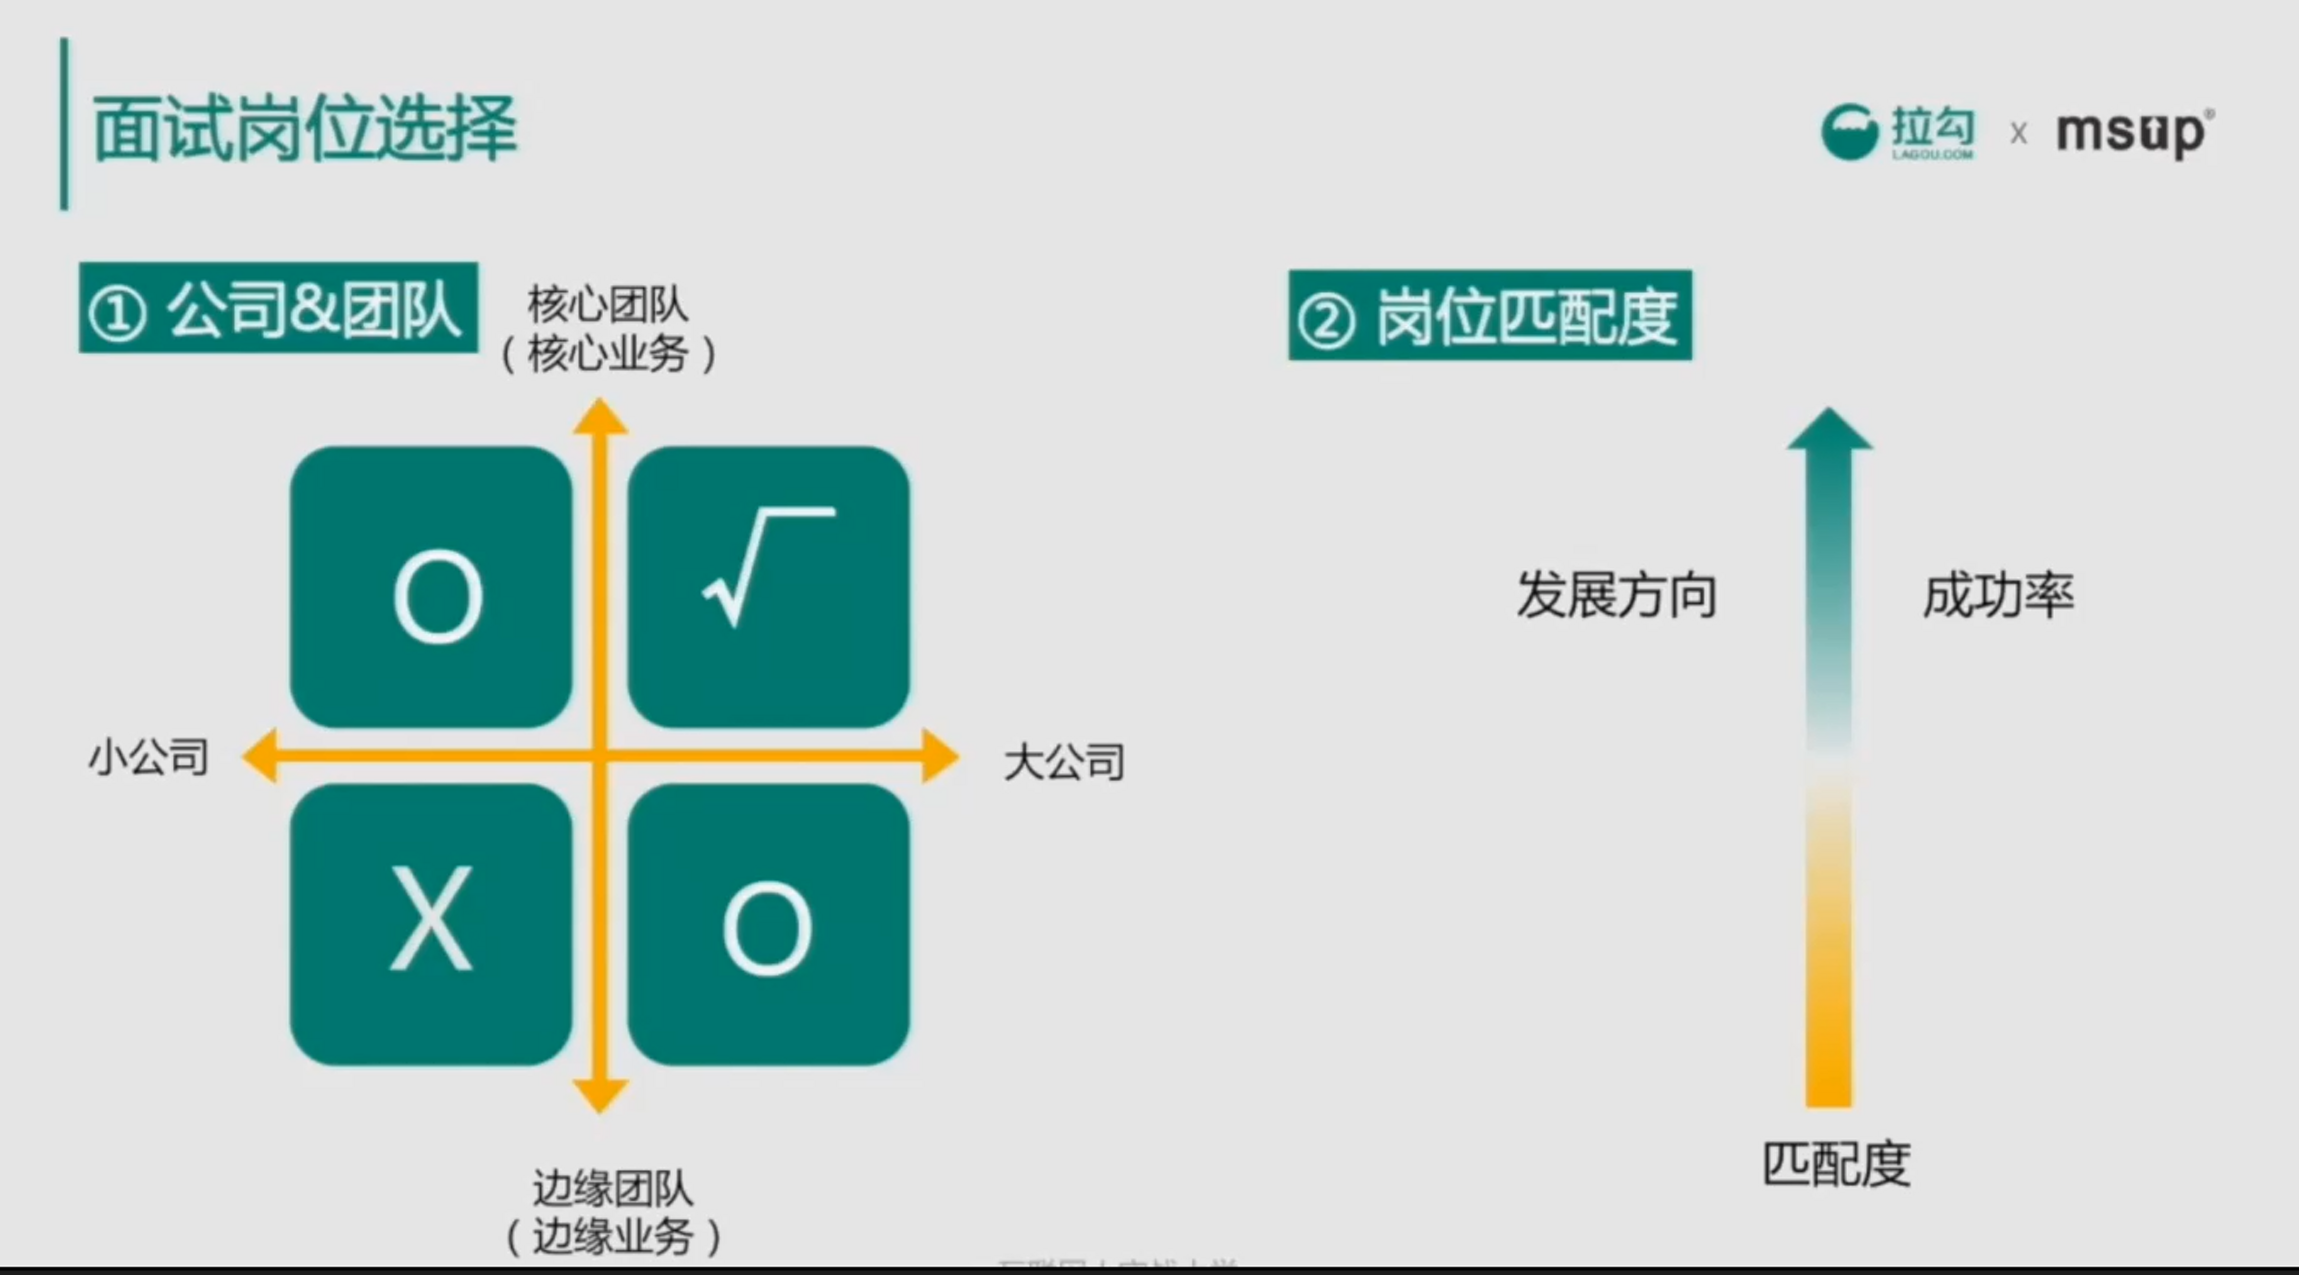 面试岗位选择
拉勾
LAGOU.COM
x
msup®
① 公司&团队
核心团队
（核心业务）
O
√
小公司
大公司
X
O
边缘团队
（边缘业务）
② 岗位匹配度
发展方向
成功率
匹配度